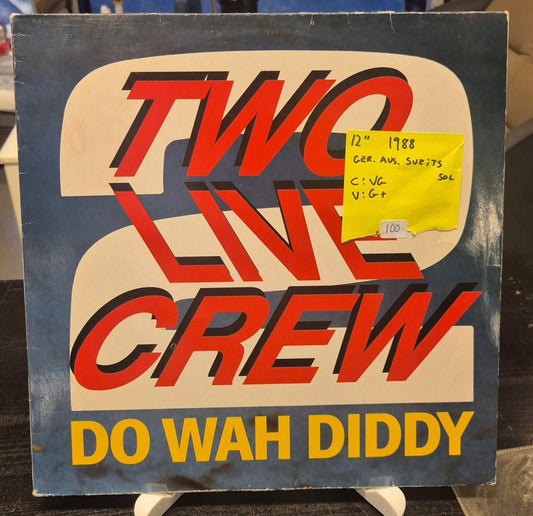 TWO
LIVE
CREW
DO WAH DIDDY
12" 1988
GER. AUS. SUEITS
SOL
C: VG
V: G+
100